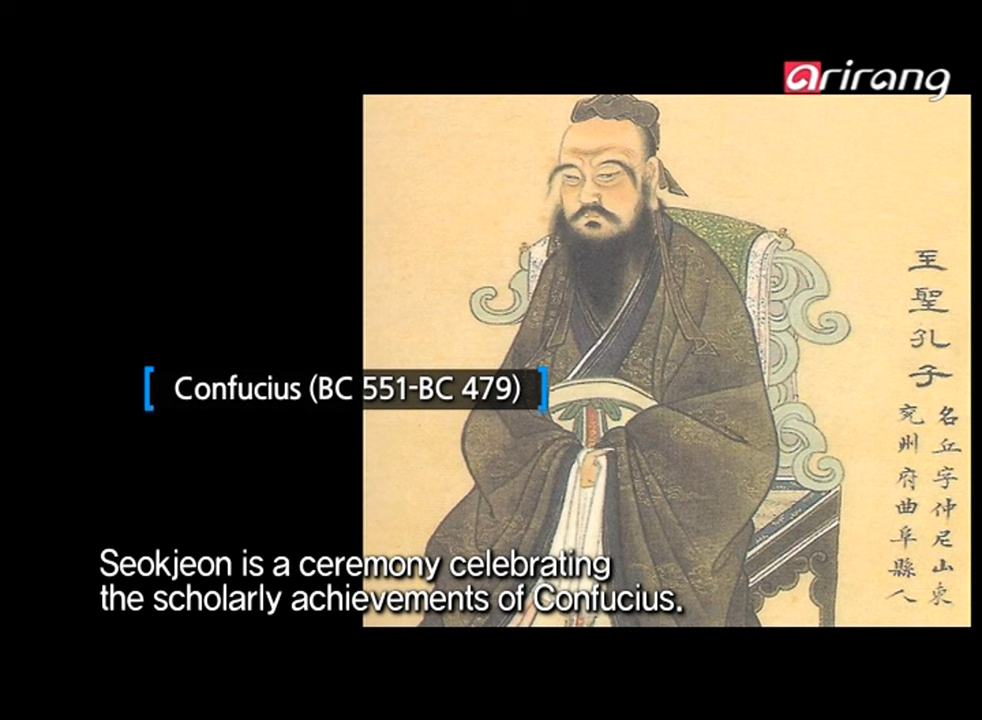 arirang
至聖孔子
名丘字仲尼山東
兖州府曲阜縣人
Confucius (BC 551-BC 479)
Seokjeon is a ceremony celebrating
the scholarly achievements of Confucius.